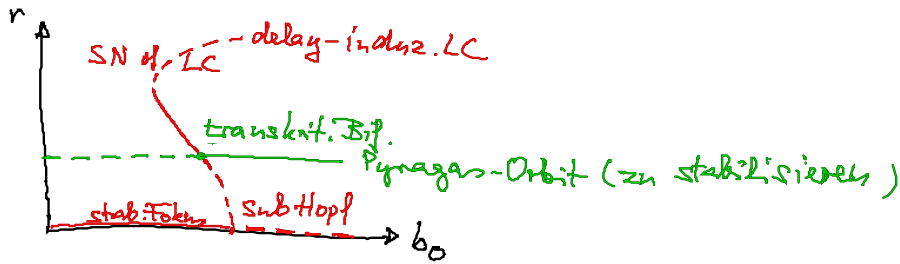 r
delay-induz. LC
SN of LC
transkrit. Bif.
Pyragas-Orbit (zu stabilisieren)
stab. Fokus
sub Hopf
b₀